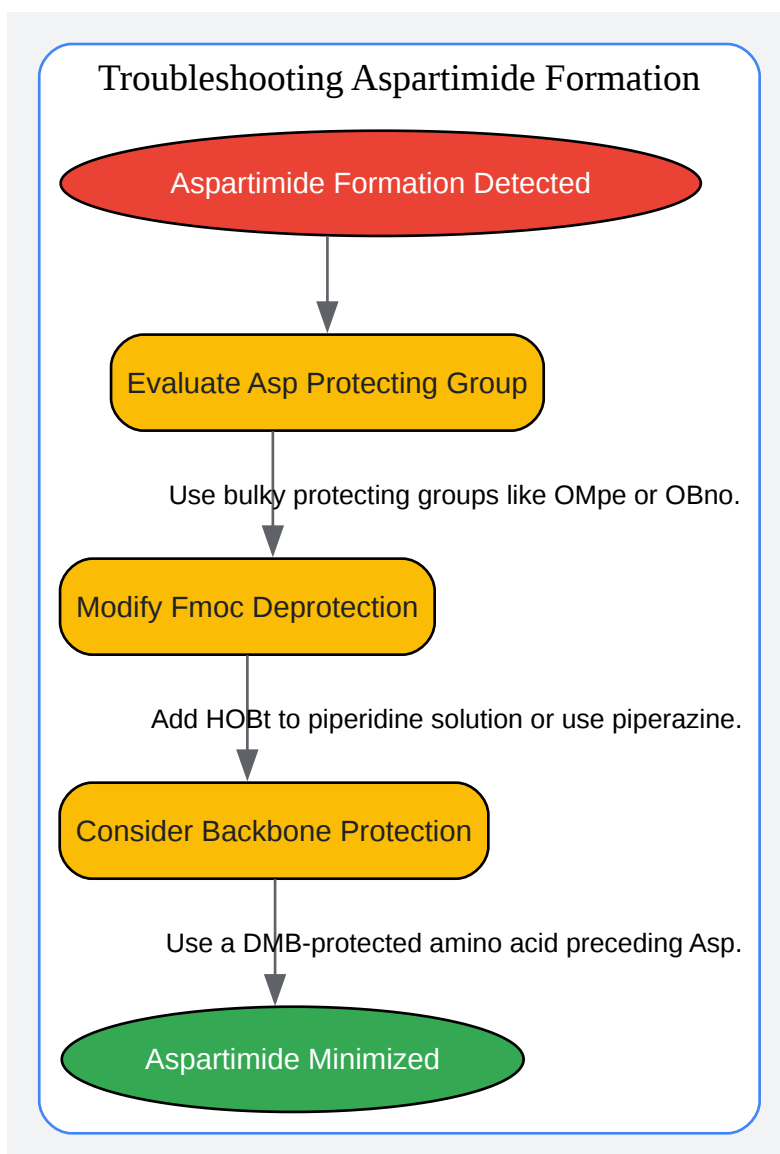 Troubleshooting Aspartimide Formation
Aspartimide Formation Detected
Evaluate Asp Protecting Group
Use bulky protecting groups like OMpe or OBno.
Modify Fmoc Deprotection
Add HOBt to piperidine solution or use piperazine.
Consider Backbone Protection
Use a DMB-protected amino acid preceding Asp.
Aspartimide Minimized